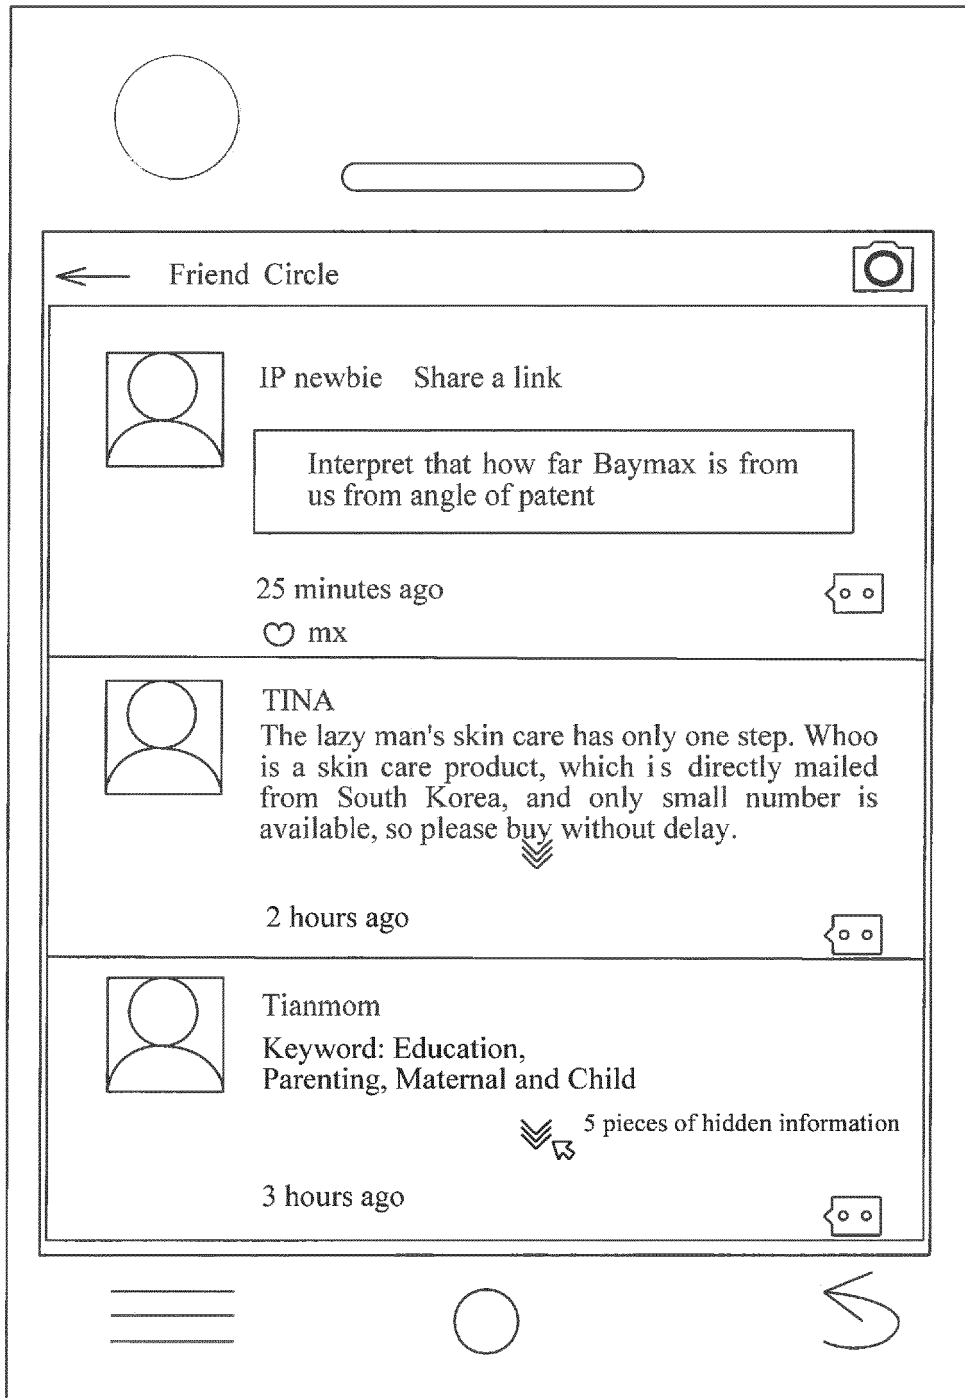 Friend Circle
IP newbie Share a link
Interpret that how far Baymax is from
us from angle of patent
25 minutes ago
mx
TINA
The lazy man's skin care has only one step. Whoo
is a skin care product, which is directly mailed
from South Korea, and only small number is
available, so please buy without delay.
2 hours ago
Tianmom
Keyword: Education,
Parenting, Maternal and Child
5 pieces of hidden information
3 hours ago